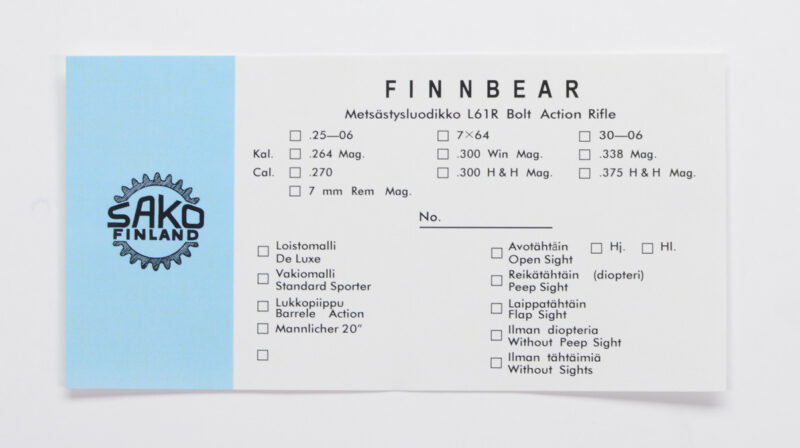 SAKO
FINLAND
FINNBEAR
Metsästysluodikko L61R Bolt Action Rifle
☐ .25—06 ☐ 7×64 ☐ 30—06
Kal. ☐ .264 Mag. ☐ .300 Win Mag. ☐ .338 Mag.
Cal. ☐ .270 ☐ .300 H & H Mag. ☐ .375 H & H Mag.
☐ 7 mm Rem Mag.
No.
☐ Loistomalli
De Luxe
☐ Vakiomalli
Standard Sporter
☐ Lukkopiippu
Barrele Action
☐ Mannlicher 20″
☐
☐ Avotähtäin ☐ Hj. ☐ Hl.
Open Sight
☐ Reikätähtäin (diopteri)
Peep Sight
☐ Laippatähtäin
Flap Sight
☐ Ilman diopteria
Without Peep Sight
☐ Ilman tähtäimiä
Without Sights